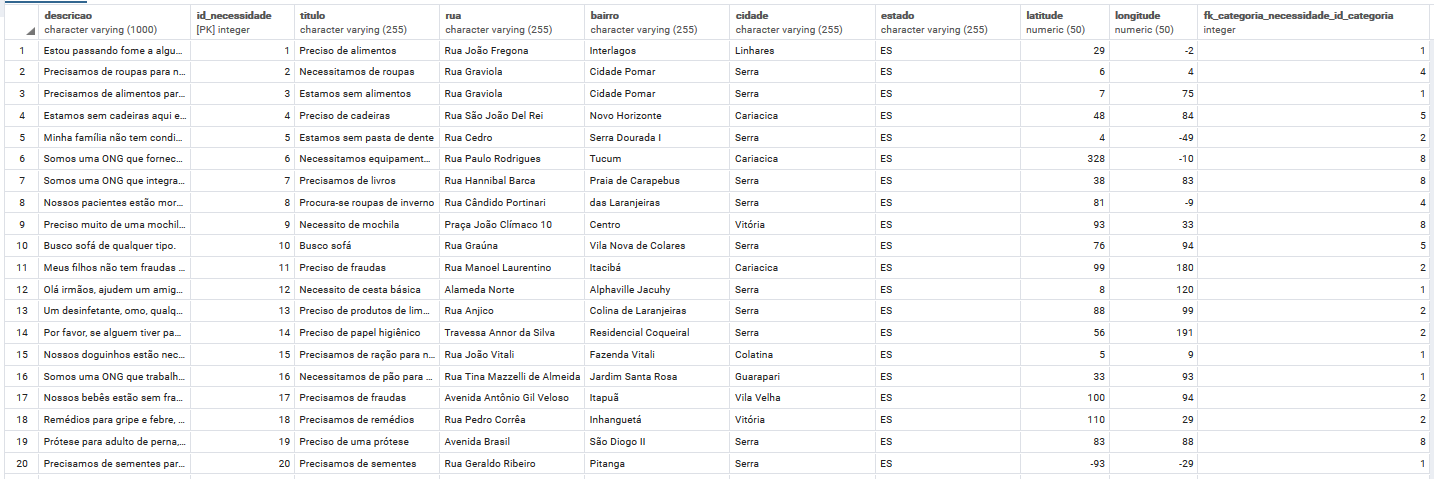 descricao id_necessidade titulo rua bairro cidade estado latitude longitude fk_categoria_necessidade_id_categoria
character varying (1000) [PK] integer character varying (255) character varying (255) character varying (255) character varying (255) character varying (255) numeric (50) numeric (50) integer
1 Estou passando fome a algu... 1 Preciso de alimentos Rua João Fregona Interlagos Linhares ES 29 -2 1
2 Precisamos de roupas para n... 2 Necessitamos de roupas Rua Graviola Cidade Pomar Serra ES 6 4 4
3 Precisamos de alimentos par... 3 Estamos sem alimentos Rua Graviola Cidade Pomar Serra ES 7 75 1
4 Estamos sem cadeiras aqui e... 4 Preciso de cadeiras Rua São João Del Rei Novo Horizonte Cariacica ES 48 84 5
5 Minha família não tem condi... 5 Estamos sem pasta de dente Rua Cedro Serra Dourada I Serra ES 4 -49 2
6 Somos uma ONG que fornec... 6 Necessitamos equipament... Rua Paulo Rodrigues Tucum Cariacica ES 328 -10 8
7 Somos uma ONG que integra... 7 Precisamos de livros Rua Hannibal Barca Praia de Carapebus Serra ES 38 83 8
8 Nossos pacientes estão mor... 8 Procura-se roupas de inverno Rua Cândido Portinari das Laranjeiras Serra ES 81 -9 4
9 Preciso muito de uma mochil... 9 Necessito de mochila Praça João Clímaco 10 Centro Vitória ES 93 33 8
10 Busco sofá de qualquer tipo. 10 Busco sofá Rua Graúna Vila Nova de Colares Serra ES 76 94 5
11 Meus filhos não tem fraudas ... 11 Preciso de fraudas Rua Manoel Laurentino Itacibá Cariacica ES 99 180 2
12 Olá irmãos, ajudem um amig... 12 Necessito de cesta básica Alameda Norte Alphaville Jacuhy Serra ES 8 120 1
13 Um desinfetante, omo, qualq... 13 Preciso de produtos de lim... Rua Anjico Colina de Laranjeiras Serra ES 88 99 2
14 Por favor, se alguem tiver pa... 14 Preciso de papel higiênico Travessa Annor da Silva Residencial Coqueiral Serra ES 56 191 2
15 Nossos doguinhos estão nec... 15 Precisamos de ração para n... Rua João Vitali Fazenda Vitali Colatina ES 5 9 1
16 Somos uma ONG que trabalh... 16 Necessitamos de pão para ... Rua Tina Mazzelli de Almeida Jardim Santa Rosa Guarapari ES 33 93 1
17 Nossos bebês estão sem fra... 17 Precisamos de fraudas Avenida Antônio Gil Veloso Itapuã Vila Velha ES 100 94 2
18 Remédios para gripe e febre, ... 18 Precisamos de remédios Rua Pedro Corrêa Inhanguetá Vitória ES 110 29 2
19 Prótese para adulto de perna,... 19 Preciso de uma prótese Avenida Brasil São Diogo II Serra ES 83 88 8
20 Precisamos de sementes par... 20 Precisamos de sementes Rua Geraldo Ribeiro Pitanga Serra ES -93 -29 1